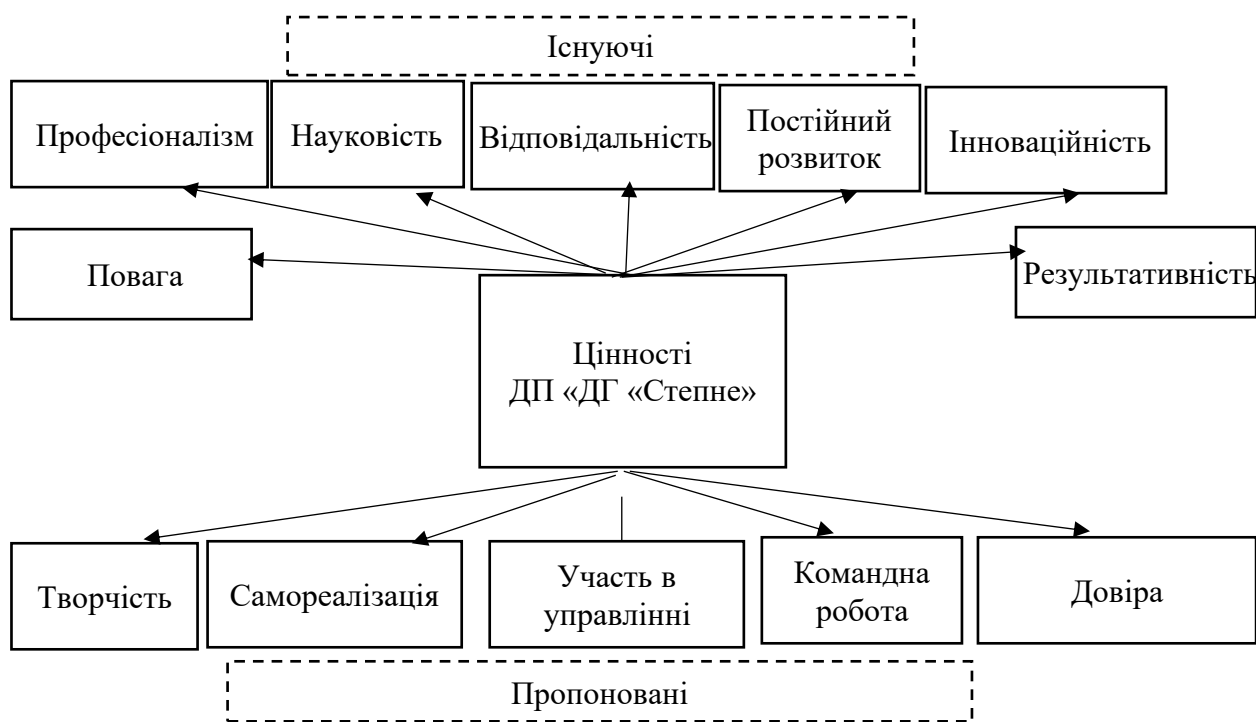 Існуючі
Професіоналізм
Науковість
Відповідальність
Постійний
розвиток
Інноваційність
Повага
Результативність
Цінності
ДП «ДГ «Степне»
Творчість
Самореалізація
Участь в
управлінні
Командна
робота
Довіра
Пропоновані